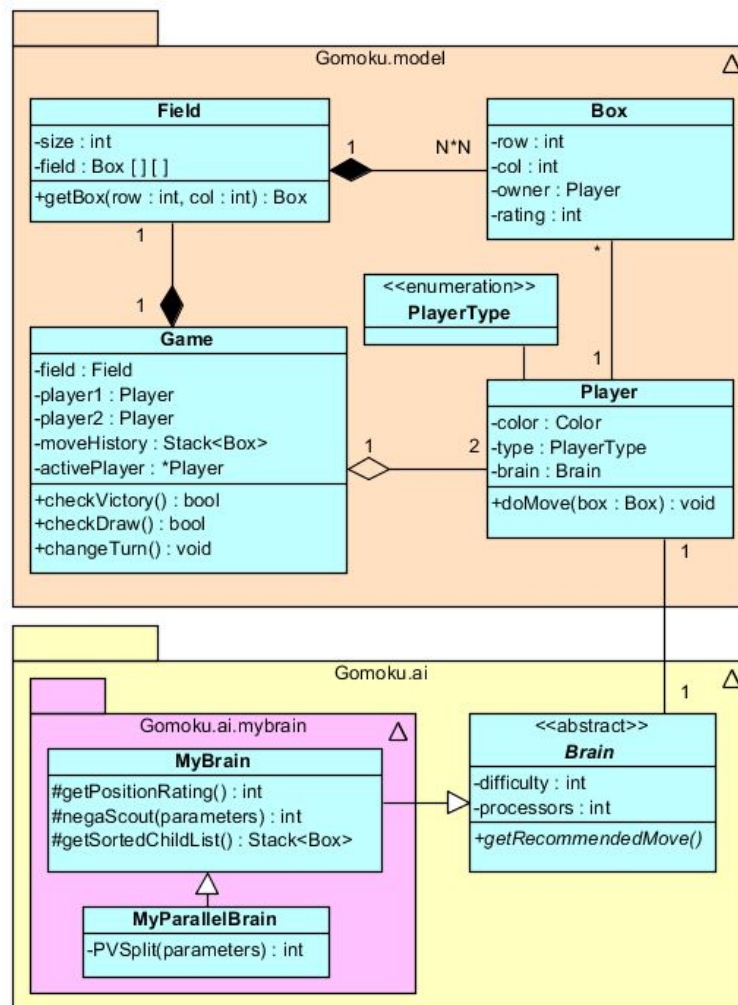 Gomoku.model
Field
-size : int
-field : Box [ ] [ ]
+getBox(row : int, col : int) : Box
1
N*N
Box
-row : int
-col : int
-owner : Player
-rating : int
1
1
*
1
<<enumeration>>
PlayerType
Game
-field : Field
-player1 : Player
-player2 : Player
-moveHistory : Stack<Box>
-activePlayer : *Player
+checkVictory() : bool
+checkDraw() : bool
+changeTurn() : void
1
2
Player
-color : Color
-type : PlayerType
-brain : Brain
+doMove(box : Box) : void
1
1
Gomoku.ai
Gomoku.ai.mybrain
MyBrain
#getPositionRating() : int
#negaScout(parameters) : int
#getSortedChildList() : Stack<Box>
MyParallelBrain
-PVSplit(parameters) : int
<<abstract>>
Brain
-difficulty : int
-processors : int
+getRecommendedMove()